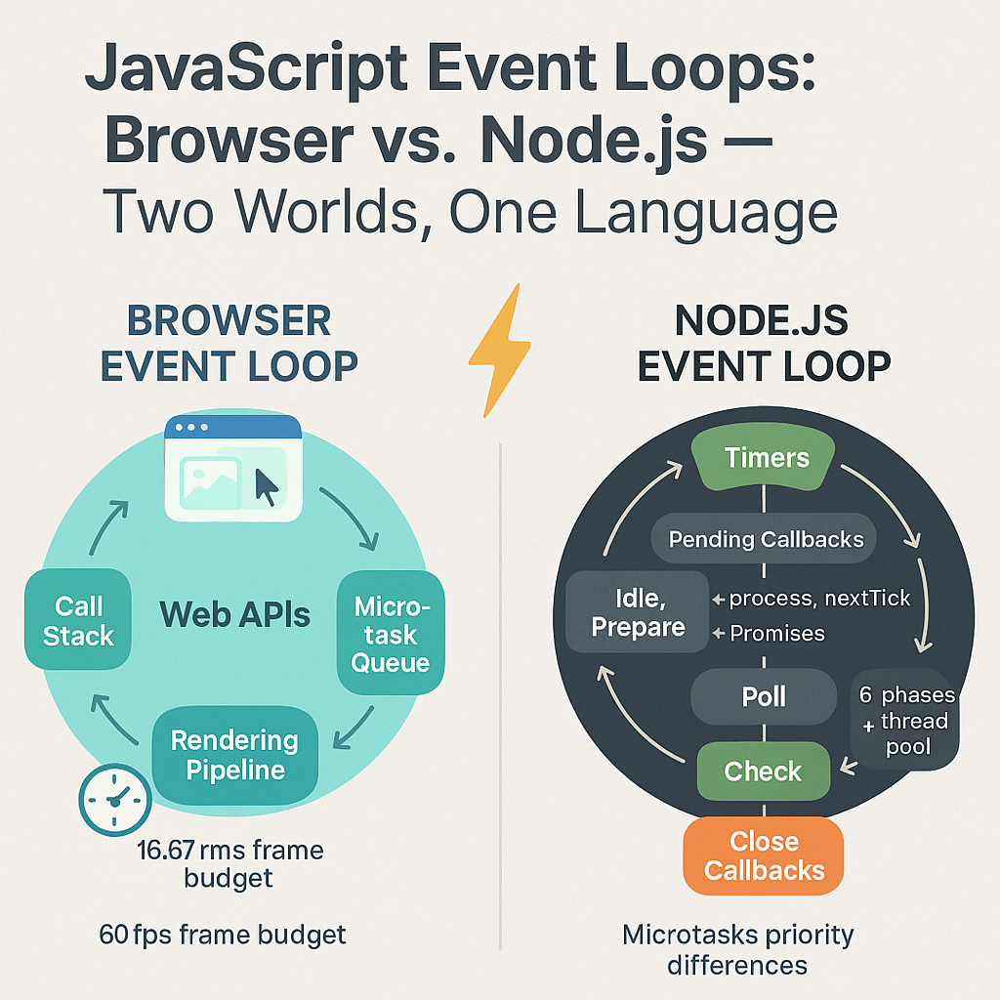 JavaScript Event Loops:
Browser vs. Node.js —
Two Worlds, One Language
BROWSER
EVENT LOOP
Call
Stack
Web APIs
Micro-
task
Queue
Rendering
Pipeline
16.67 rms frame
budget
60 fps frame budget
NODE.JS
EVENT LOOP
Timers
Pending Callbacks
Idle,
Prepare
process, nextTick
Promises
Poll
6 phases
+ thread
pool
Check
Close
Callbacks
Microtasks priority
differences